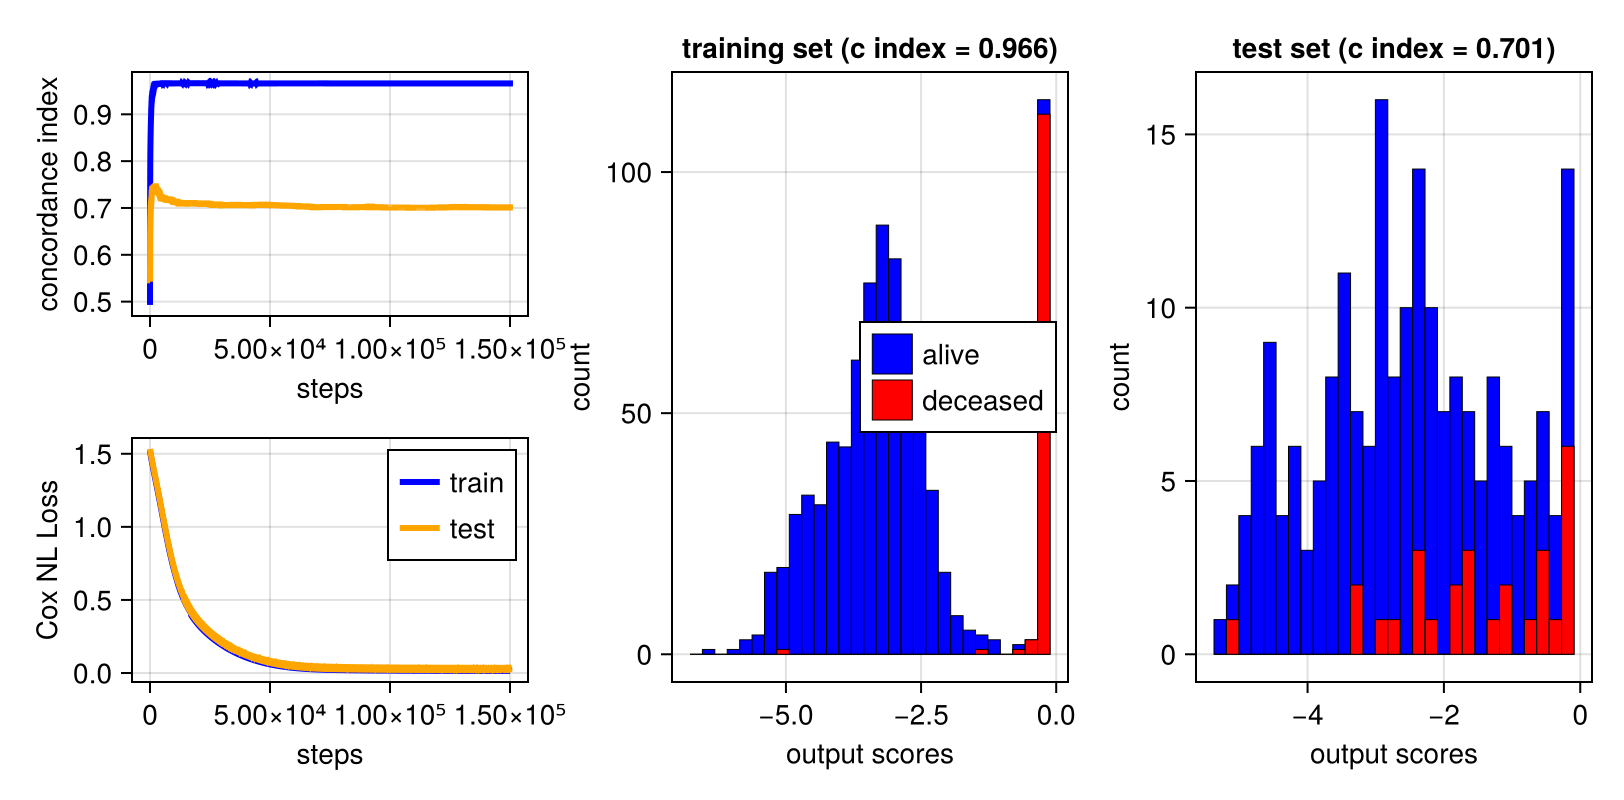 concordance index
0.9
0.8
0.7
0.6
0.5
0
5.00×10⁴
1.00×10⁵
1.50×10⁵
steps
Cox NL Loss
1.5
1.0
0.5
0.0
train
test
0
5.00×10⁴
1.00×10⁵
1.50×10⁵
steps
training set (c index = 0.966)
count
100
50
0
alive
deceased
−5.0
−2.5
0.0
output scores
test set (c index = 0.701)
count
15
10
5
0
−4
−2
0
output scores